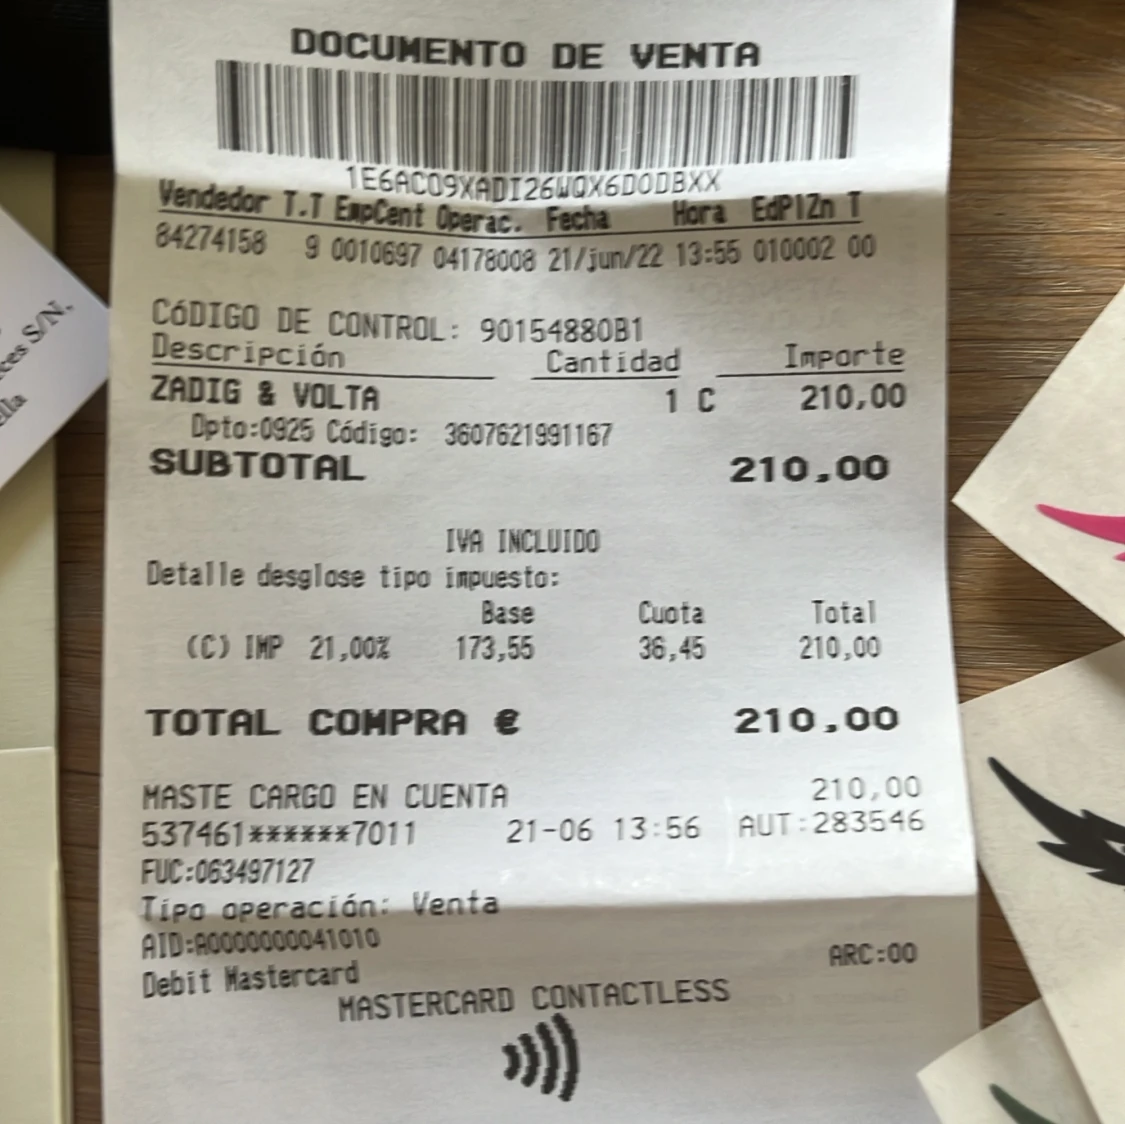 DOCUMENTO DE VENTA
1E6AC09XADI26WQX6DODBXX
Vendedor T.T EmpCent Operac. Fecha Hora EdPlZn T
84274158 9 0010697 04178008 21/jun/22 13:55 010002 00
CóDIGO DE CONTROL: 90154880B1
Descripción Cantidad Importe
ZADIG & VOLTA 1 C 210,00
Dpto:0925 Código: 3607621991167
SUBTOTAL 210,00
IVA INCLUIDO
Detalle desglose tipo impuesto:
Base Cuota Total
(C) IMP 21,00% 173,55 36,45 210,00
TOTAL COMPRA € 210,00
MASTE CARGO EN CUENTA 210,00
537461******7011 21-06 13:56 AUT:283546
FUC:063497127
Tipo operación: Venta
AID:A0000000041010
ARC:00
Debit Mastercard
MASTERCARD CONTACTLESS
S/N,